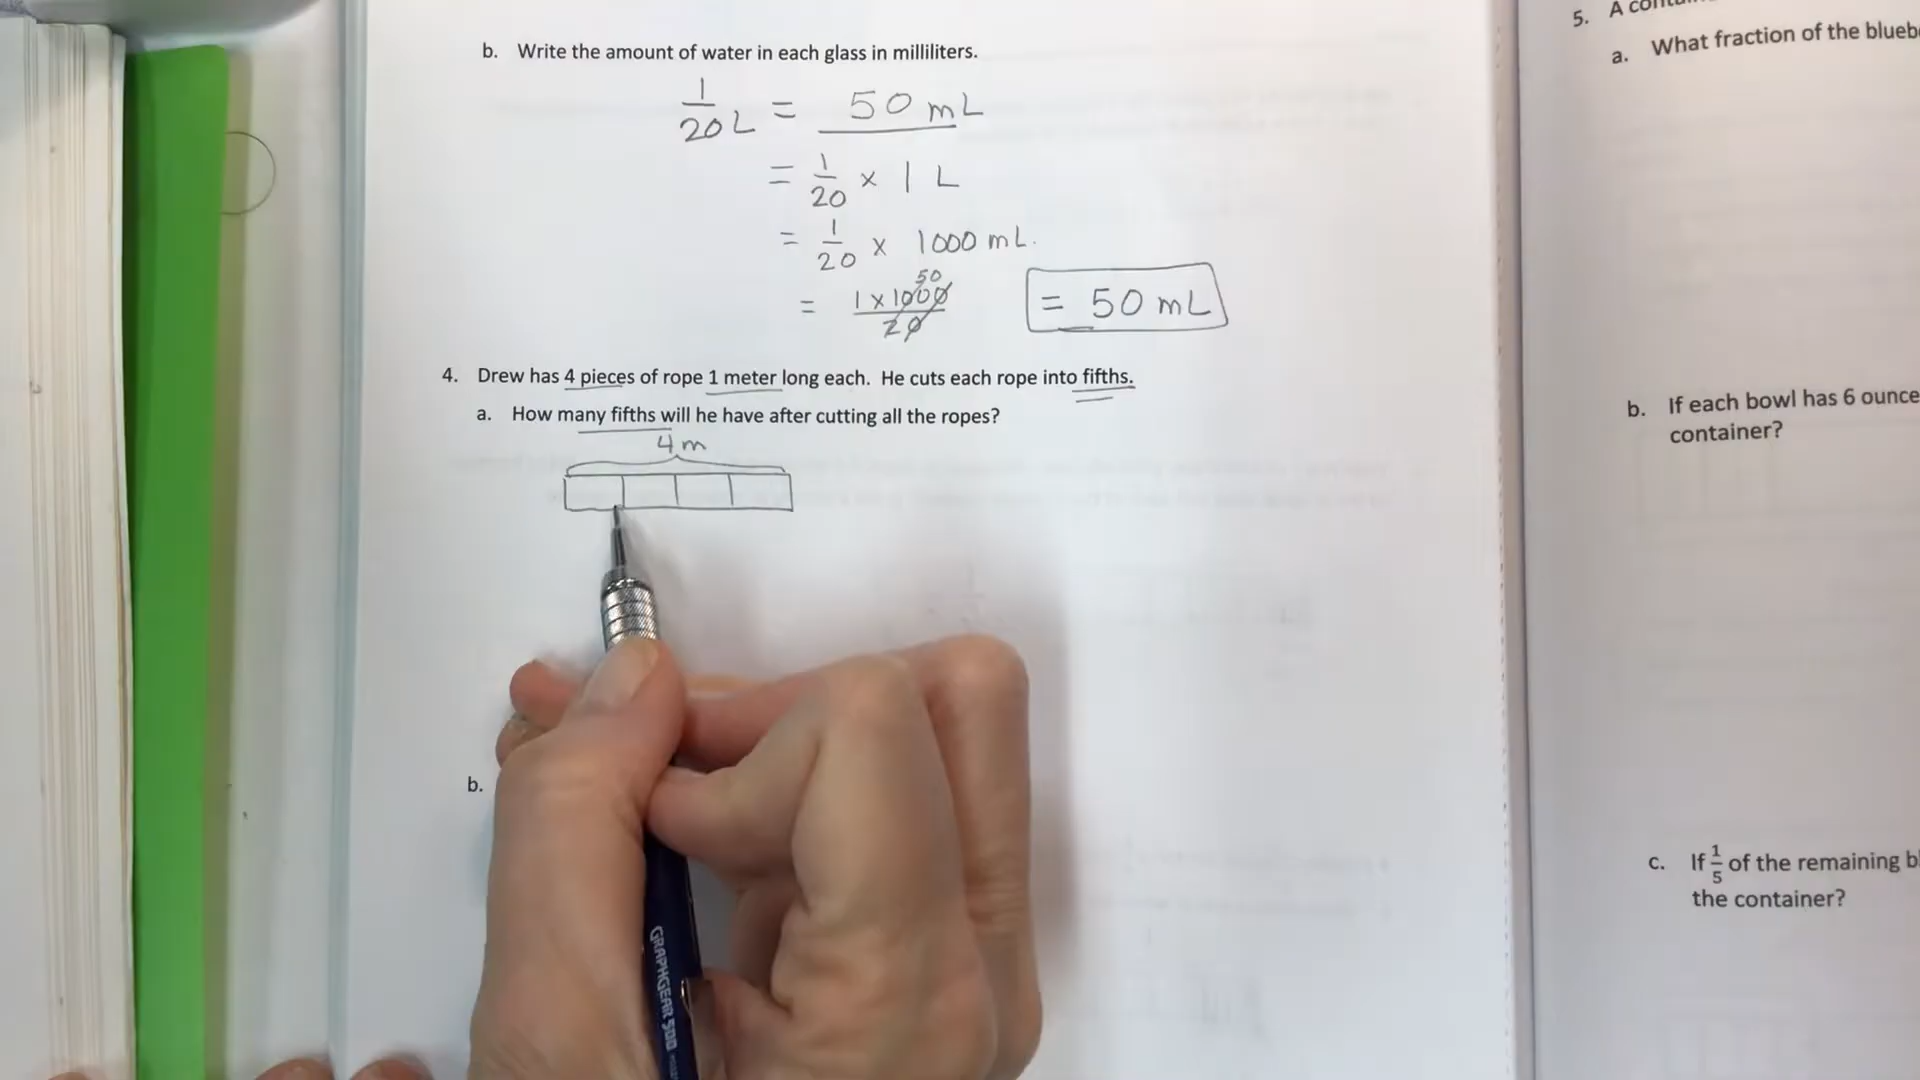 b. Write the amount of water in each glass in milliliters.
1/20 L = 50 mL
= 1/20 x 1 L
= 1/20 x 1000 mL.
50
= 1 x 1000/20
= 50 mL
4. Drew has 4 pieces of rope 1 meter long each. He cuts each rope into fifths.
a. How many fifths will he have after cutting all the ropes?
4 m
b.
GRAPHGEAR 500
5. A
a. What fraction of the
b. If each bowl has 6
container?
c. If 1/5 of the remaining
the container?